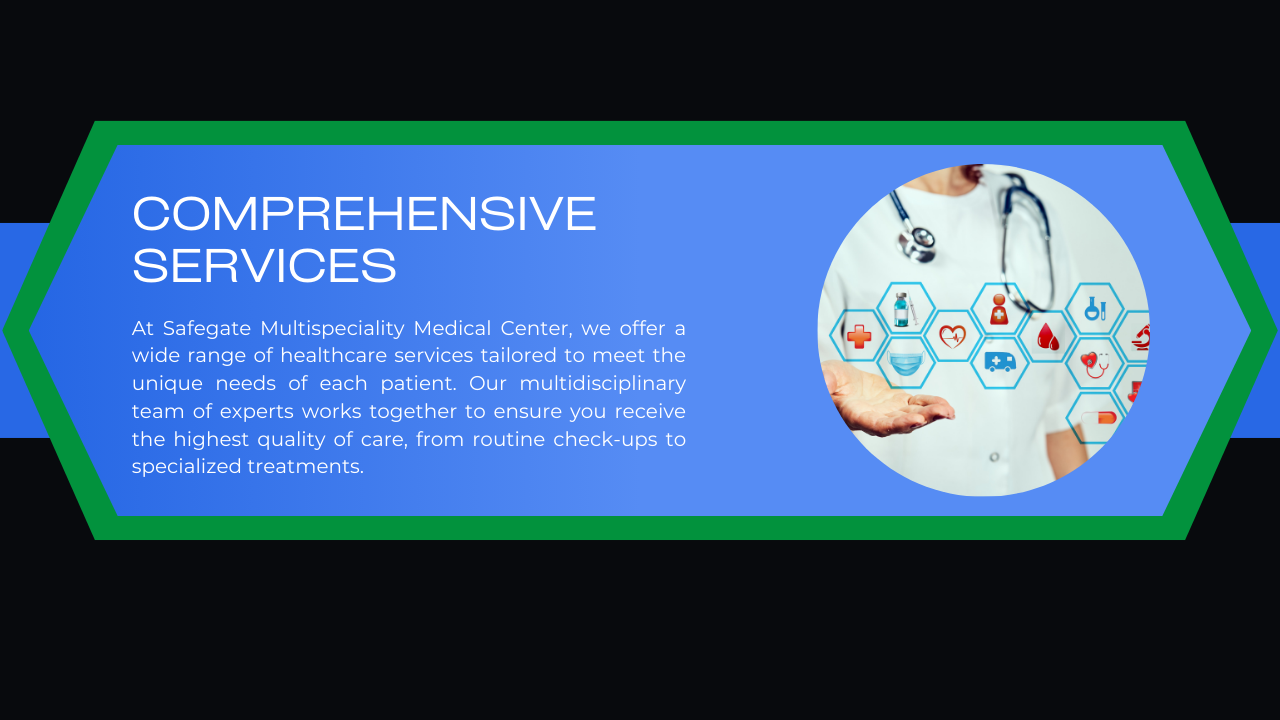 COMPREHENSIVE
SERVICES
At Safegate Multispeciality Medical Center, we offer a
wide range of healthcare services tailored to meet the
unique needs of each patient. Our multidisciplinary
team of experts works together to ensure you receive
the highest quality of care, from routine check-ups to
specialized treatments.